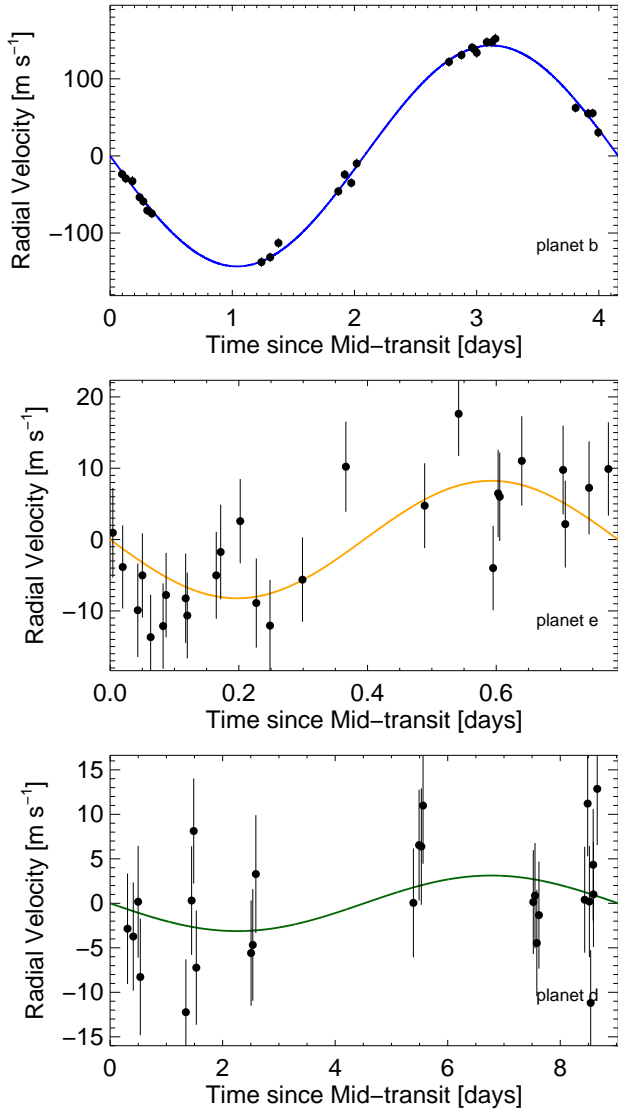 100
0
−100
Radial Velocity [m s−1]
planet b
0 1 2 3 4
Time since Mid−transit [days]
20
10
0
−10
Radial Velocity [m s−1]
planet e
0.0 0.2 0.4 0.6
Time since Mid−transit [days]
15
10
5
0
−5
−10
−15
Radial Velocity [m s−1]
planet d
0 2 4 6 8
Time since Mid−transit [days]